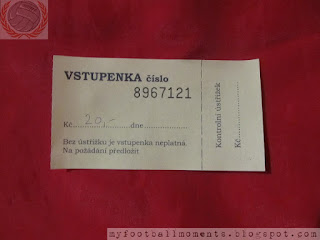 VSTUPENKA číslo
8967121
Kč....20,-....dne....................
Bez ústřižku je vstupenka neplatná
Na požádání předložit
Kontrolní ústřižek
Kč....................
myfootballmoments.blogspot.com